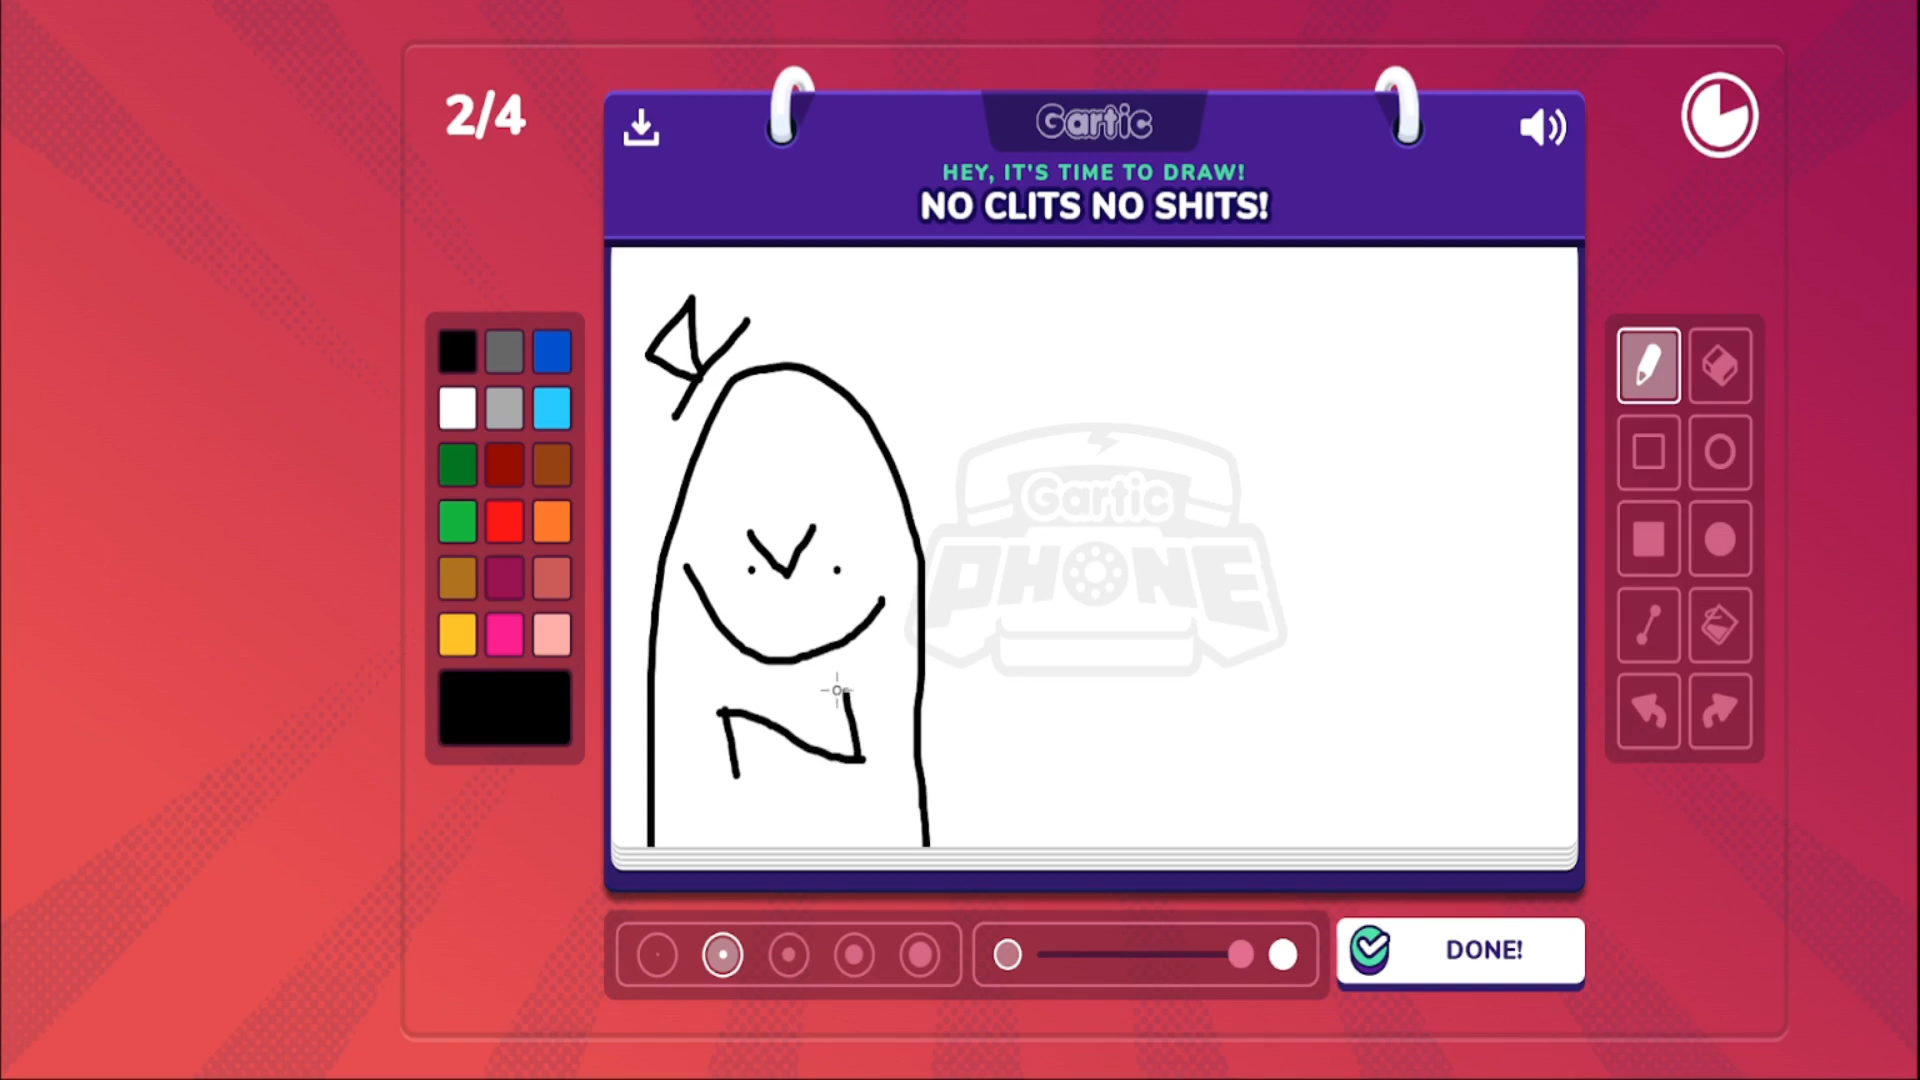 2/4
Gartic
HEY, IT'S TIME TO DRAW!
NO CLITS NO SHITS!
Gartic
PHONE
DONE!